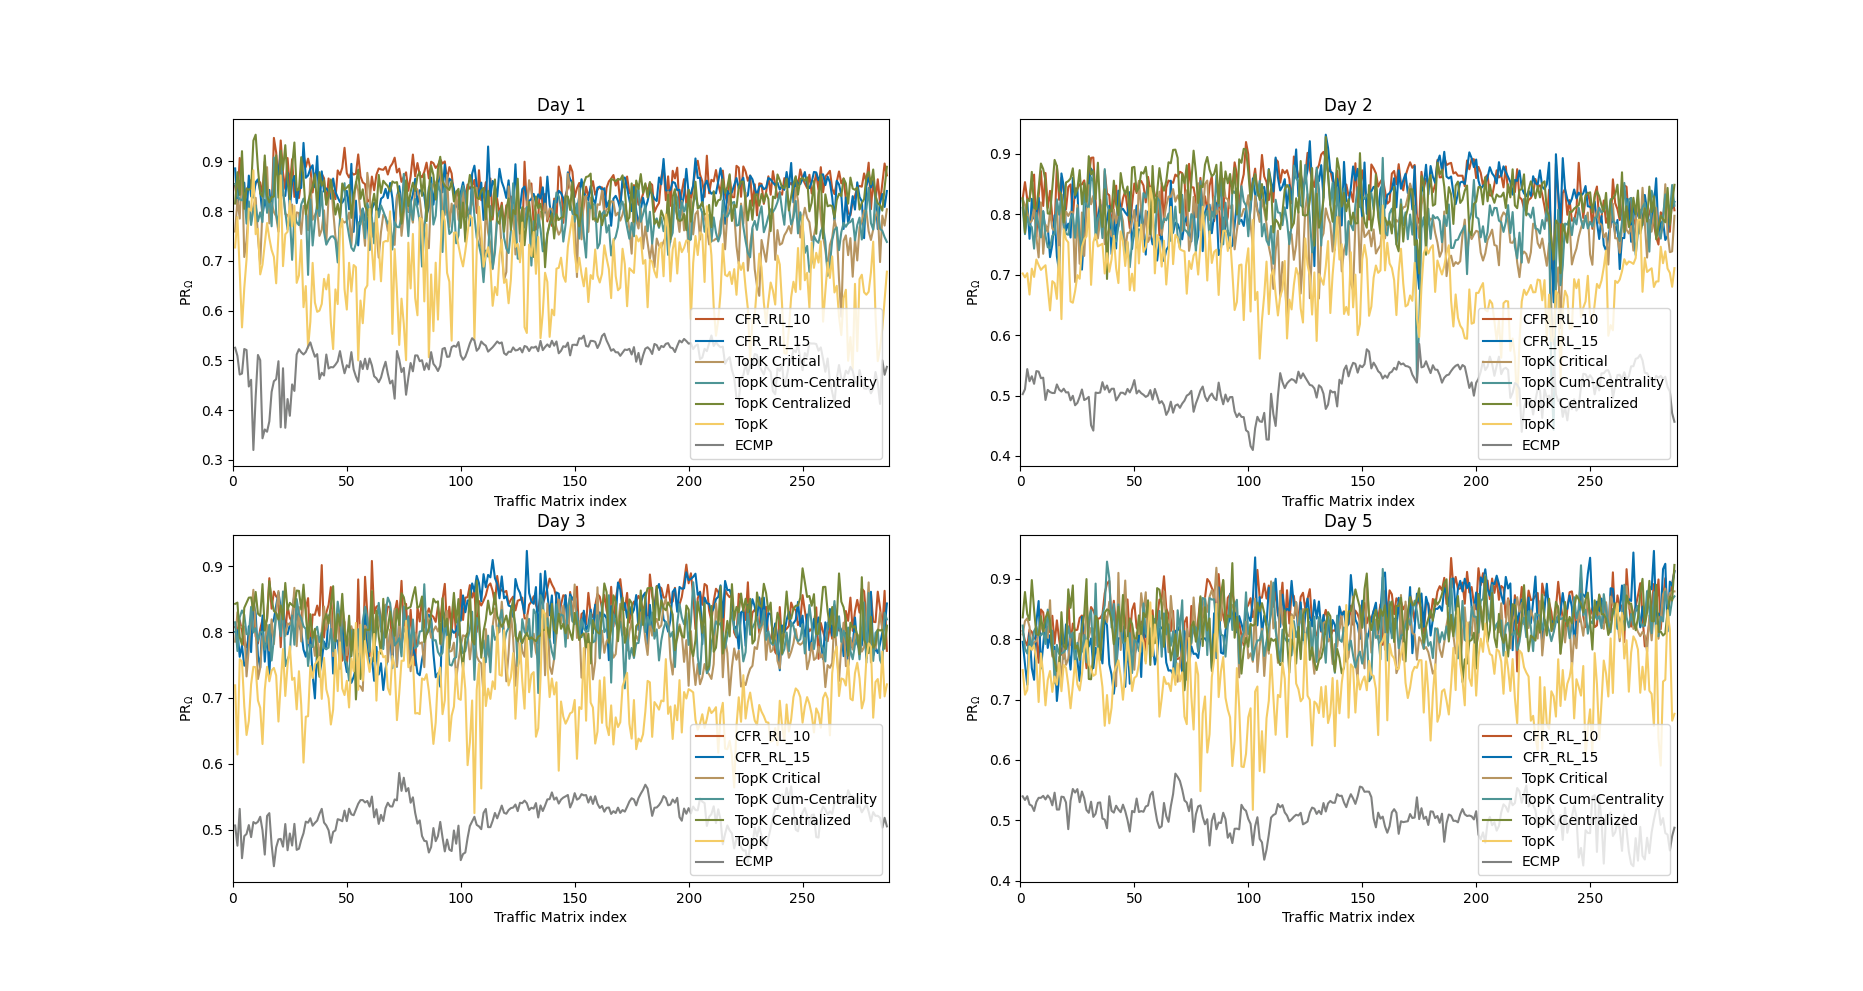 Day 1
0.9
0.8
0.7
0.6
0.5
0.4
0.3
PRΩ
0
50
100
150
200
250
Traffic Matrix index
CFR_RL_10
CFR_RL_15
TopK Critical
TopK Cum-Centrality
TopK Centralized
TopK
ECMP
Day 2
0.9
0.8
0.7
0.6
0.5
0.4
PRΩ
0
50
100
150
200
250
Traffic Matrix index
CFR_RL_10
CFR_RL_15
TopK Critical
TopK Cum-Centrality
TopK Centralized
TopK
ECMP
Day 3
0.9
0.8
0.7
0.6
0.5
PRΩ
0
50
100
150
200
250
Traffic Matrix index
CFR_RL_10
CFR_RL_15
TopK Critical
TopK Cum-Centrality
TopK Centralized
TopK
ECMP
Day 5
0.9
0.8
0.7
0.6
0.5
0.4
PRΩ
0
50
100
150
200
250
Traffic Matrix index
CFR_RL_10
CFR_RL_15
TopK Critical
TopK Cum-Centrality
TopK Centralized
TopK
ECMP